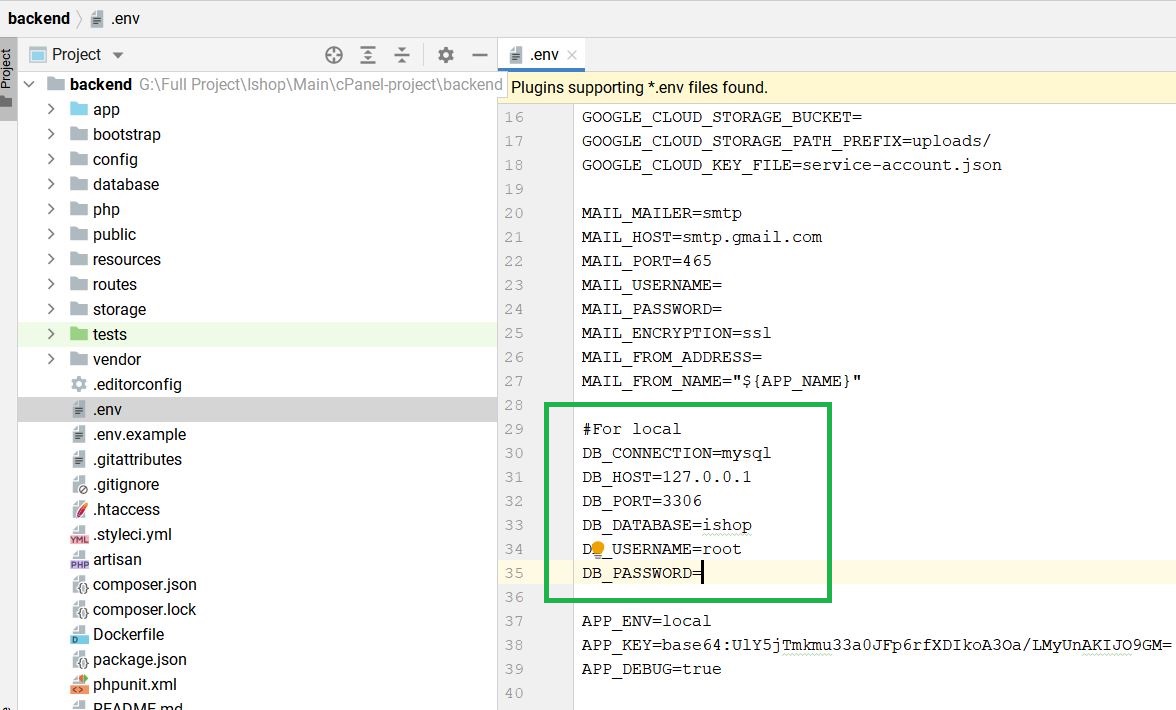 backend .env
Project
Project
.env
backend G:\Full Project\Ishop\Main\cPanel-project\backend
app
bootstrap
config
database
php
public
resources
routes
storage
tests
vendor
.editorconfig
.env
.env.example
.gitattributes
.gitignore
.htaccess
YML .styleci.yml
PHP artisan
composer.json
composer.lock
D Dockerfile
package.json
phpunit.xml
README.md
Plugins supporting *.env files found.
16 GOOGLE_CLOUD_STORAGE_BUCKET=
17 GOOGLE_CLOUD_STORAGE_PATH_PREFIX=uploads/
18 GOOGLE_CLOUD_KEY_FILE=service-account.json
19
20 MAIL_MAILER=smtp
21 MAIL_HOST=smtp.gmail.com
22 MAIL_PORT=465
23 MAIL_USERNAME=
24 MAIL_PASSWORD=
25 MAIL_ENCRYPTION=ssl
26 MAIL_FROM_ADDRESS=
27 MAIL_FROM_NAME="${APP_NAME}"
28
29 #For local
30 DB_CONNECTION=mysql
31 DB_HOST=127.0.0.1
32 DB_PORT=3306
33 DB_DATABASE=ishop
34 D_USERNAME=root
35 DB_PASSWORD=
36
37 APP_ENV=local
38 APP_KEY=base64:UlY5jTmkmu33a0JFp6rfXDIkoA3Oa/LMyUnAKIJO9GM=
39 APP_DEBUG=true
40